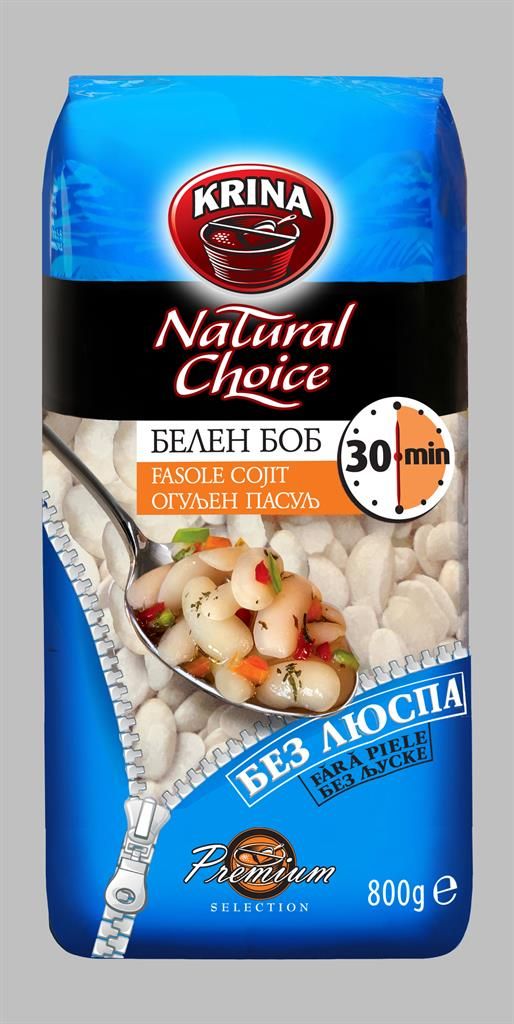 KRINA
Natural
Choice
БЕЛЕН БОБ
FASOLE COJIT
ОГУЉЕН ПАСУЉ
30 min
БЕЗ ЛЮСПА
FĂRĂ PIELE
БЕЗ ЉУСКЕ
Premium
SELECTION
800g ℮